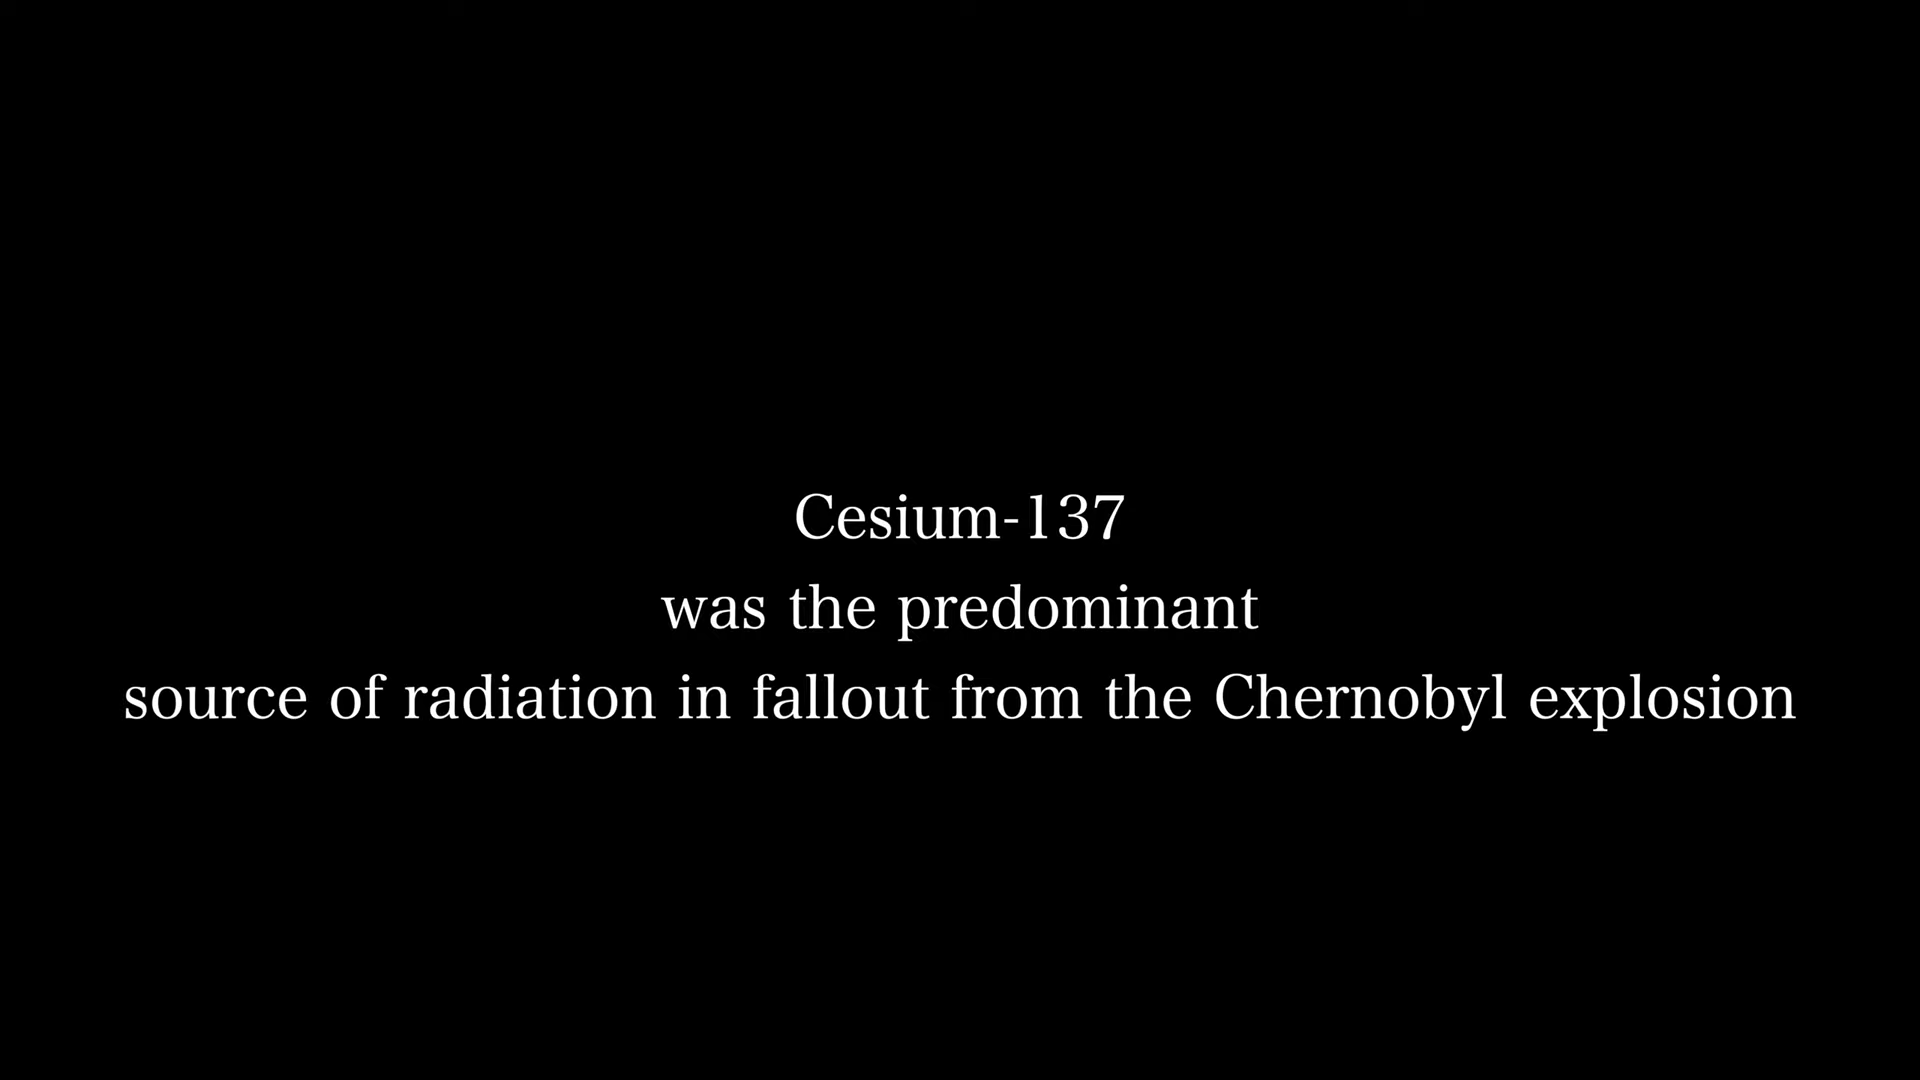 Cesium-137
was the predominant
source of radiation in fallout from the Chernobyl explosion